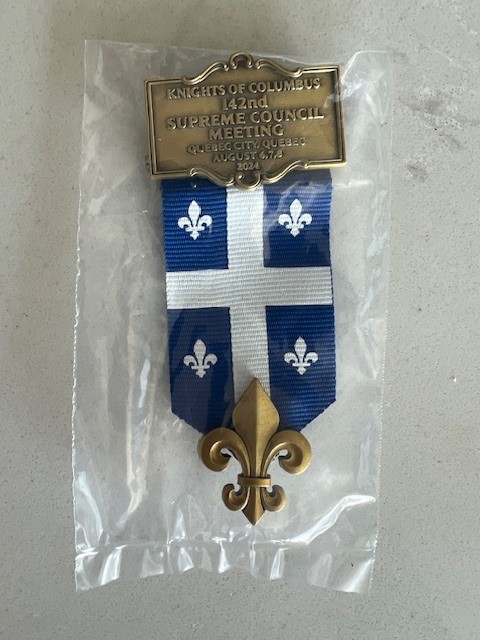 KNIGHTS OF COLUMBUS
142nd
SUPREME COUNCIL
MEETING
QUEBEC CITY, QUEBEC
AUGUST 6,7,8
2024